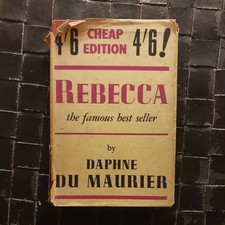 4'6 CHEAP 4'6!
EDITION
REBECCA
the famous best seller
by
DAPHNE
DU MAURIER